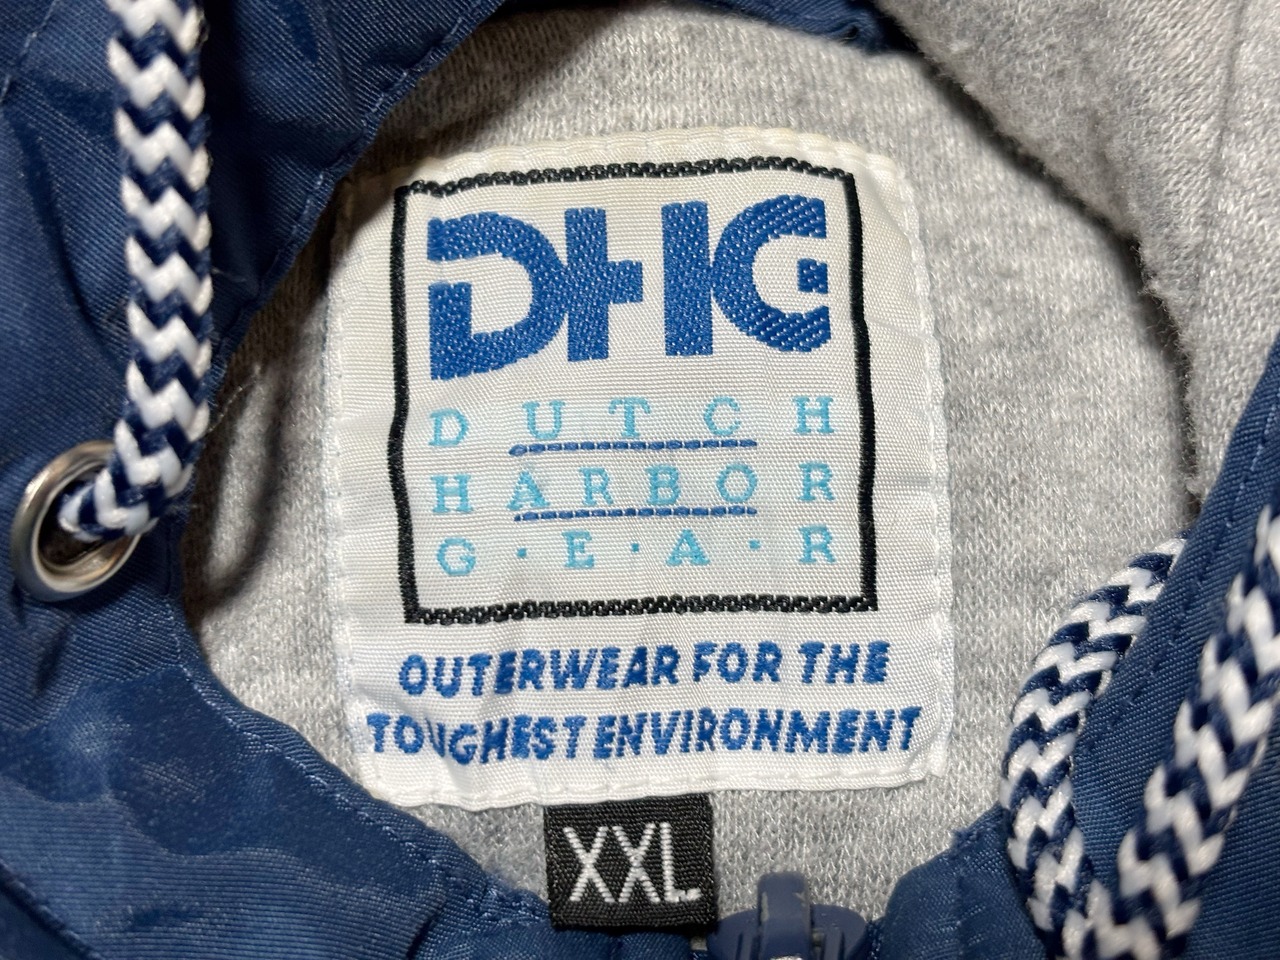 DHG
DUTCH
HARBOR
G·E·A·R
OUTERWEAR FOR THE
TOUGHEST ENVIRONMENT
XXL